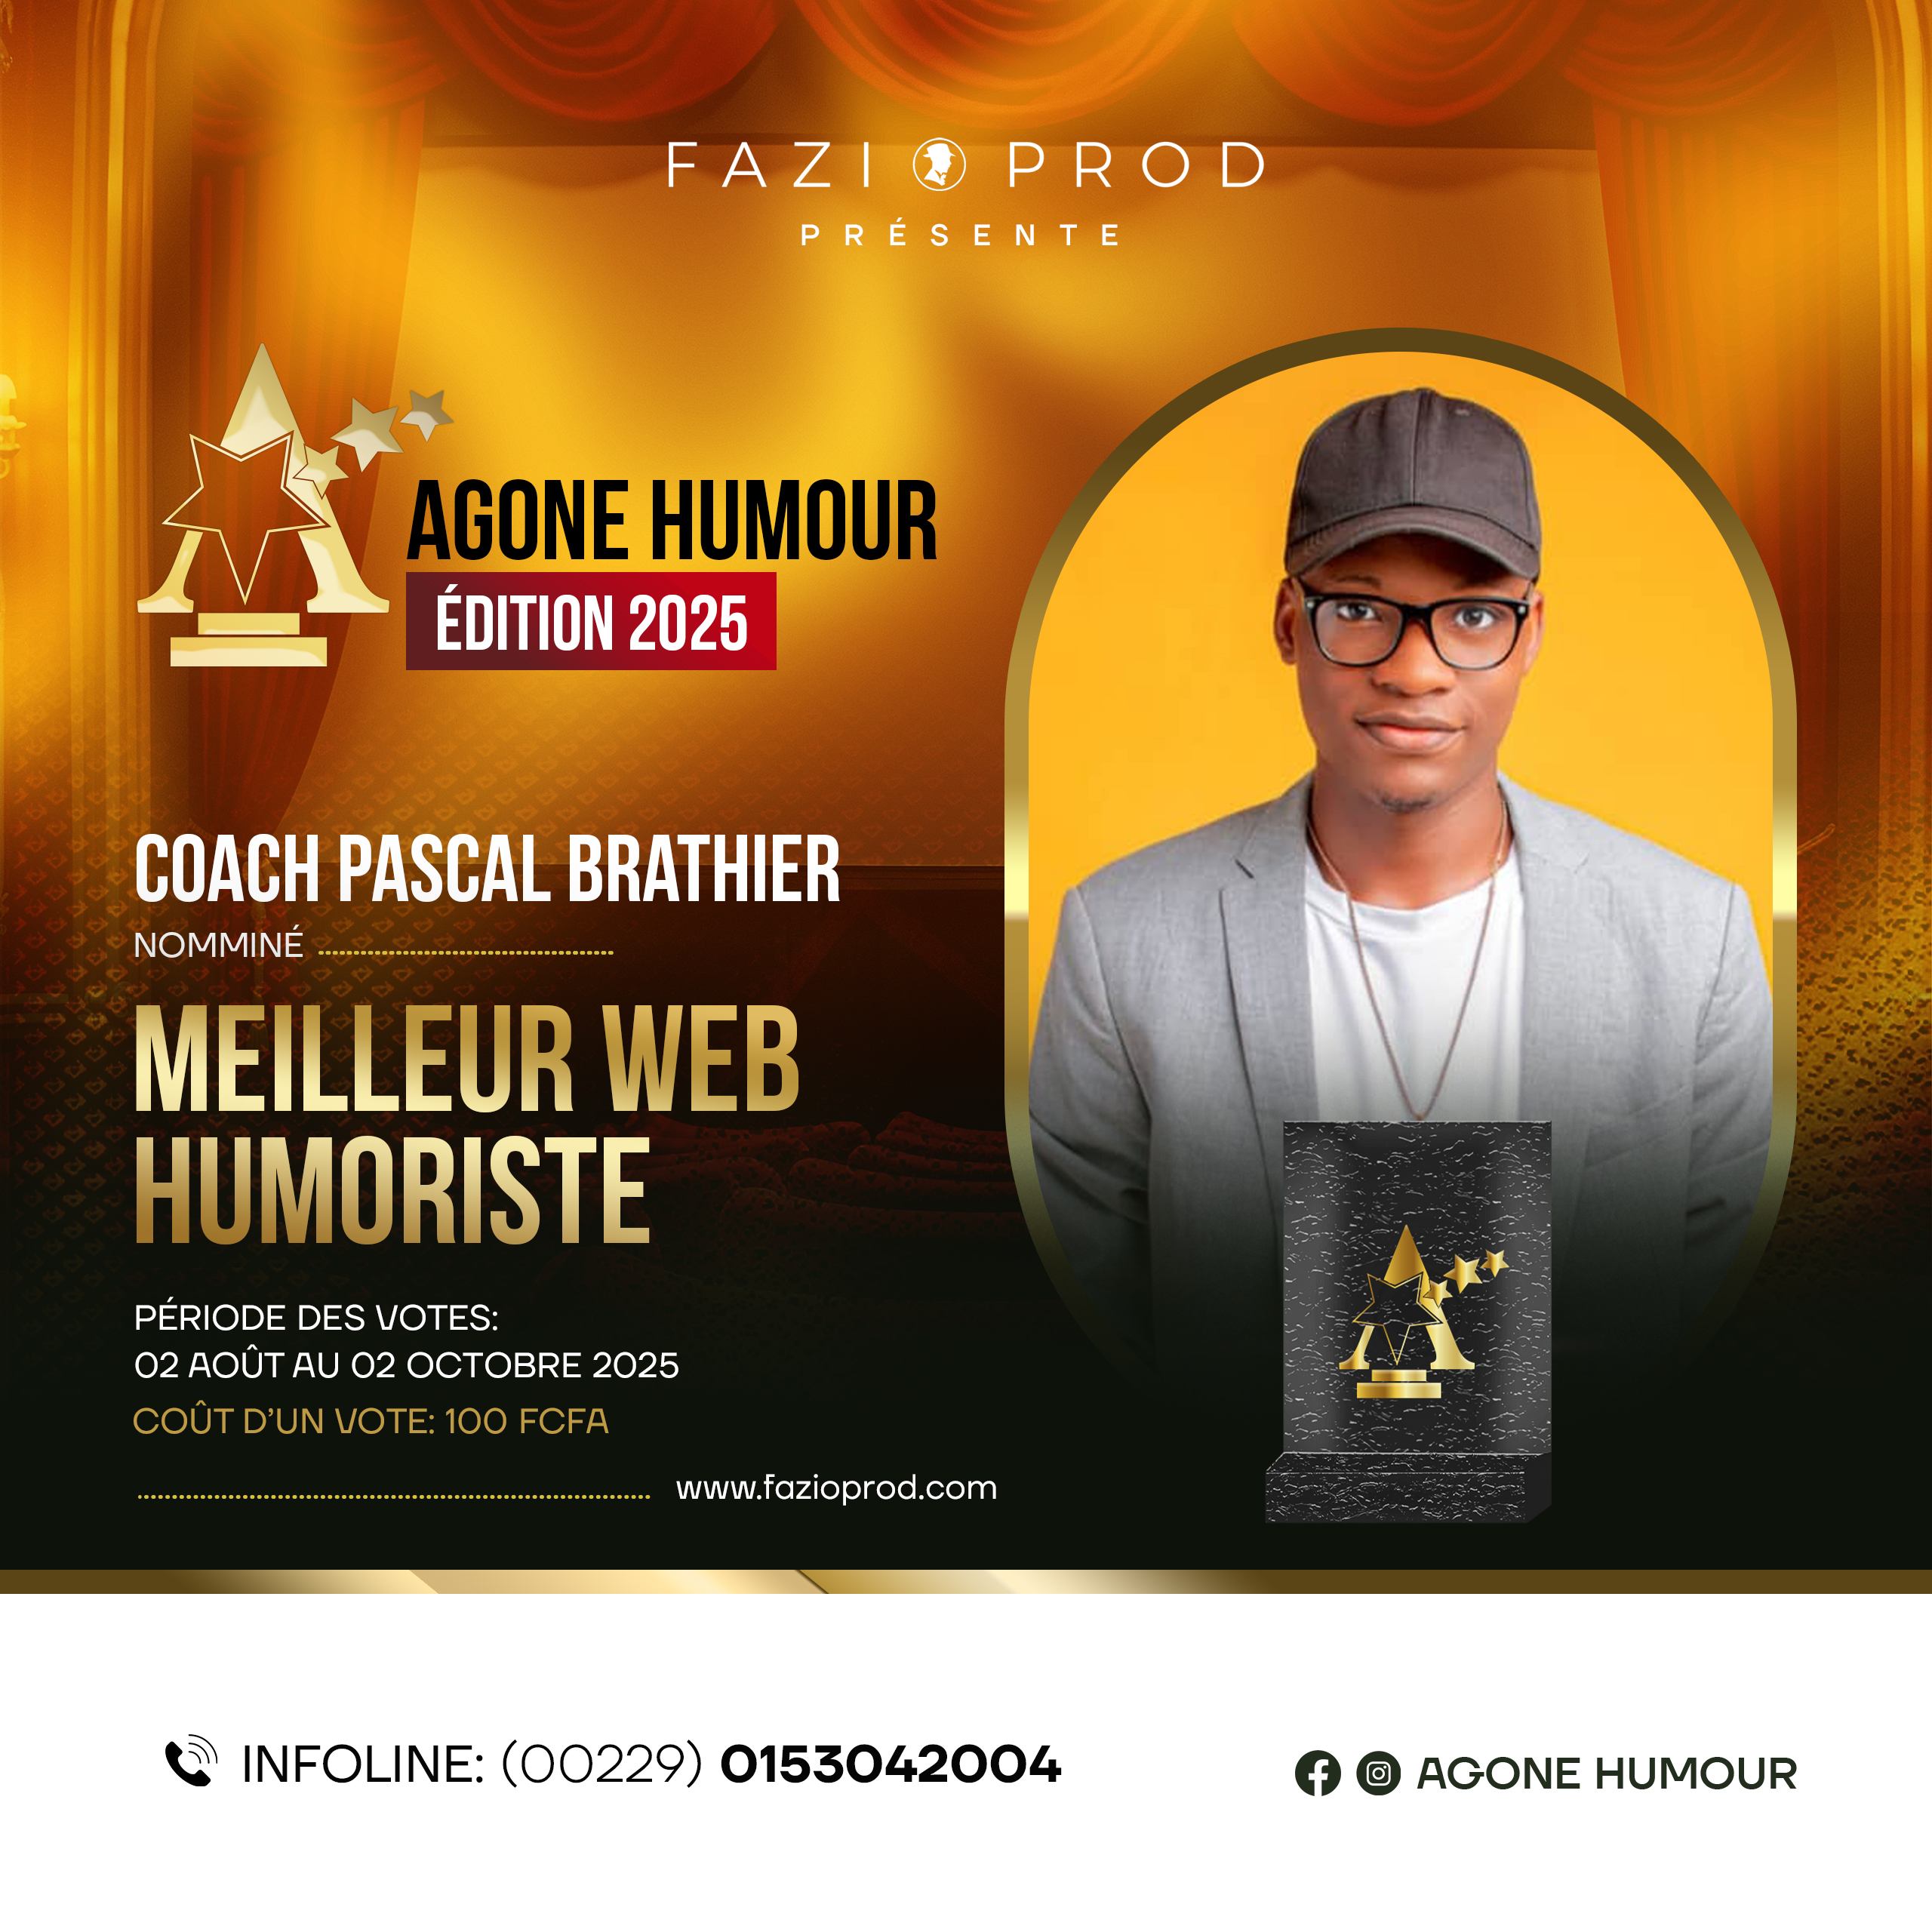 FAZIO PROD
PRÉSENTE
AGONE HUMOUR
ÉDITION 2025
COACH PASCAL BRATHIER
NOMMINÉ
MEILLEUR WEB
HUMORISTE
PÉRIODE DES VOTES:
02 AOÛT AU 02 OCTOBRE 2025
COÛT D'UN VOTE: 100 FCFA
www.fazioprod.com
INFOLINE: (00229) 0153042004
AGONE HUMOUR